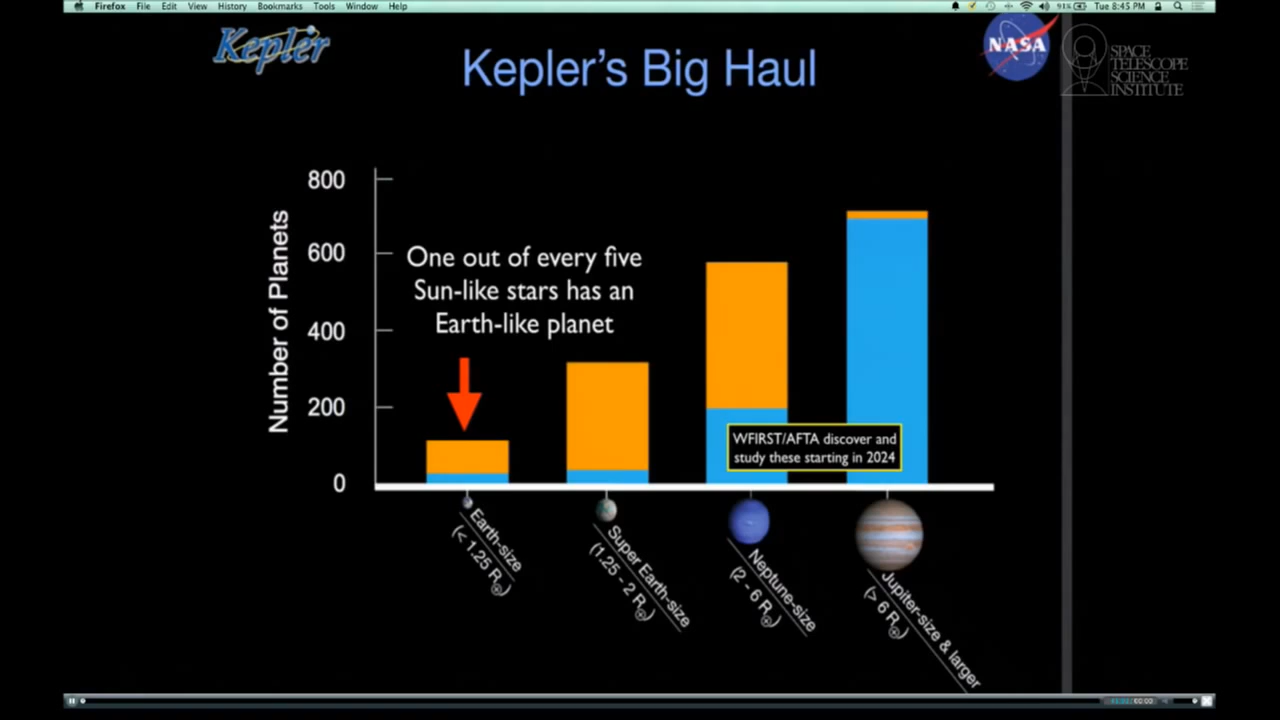 Firefox File Edit View History Bookmarks Tools Window Help
91% Tue 8:45 PM
Kepler
NASA
SPACE
TELESCOPE
SCIENCE
INSTITUTE
Kepler's Big Haul
Number of Planets
800
600
400
200
0
One out of every five
Sun-like stars has an
Earth-like planet
WFIRST/AFTA discover and
study these starting in 2024
Earth-size
(< 1.25 R⊕)
Super Earth-size
(1.25 - 2 R⊕)
Neptune-size
(2 - 6 R⊕)
Jupiter-size & larger
(> 6 R⊕)